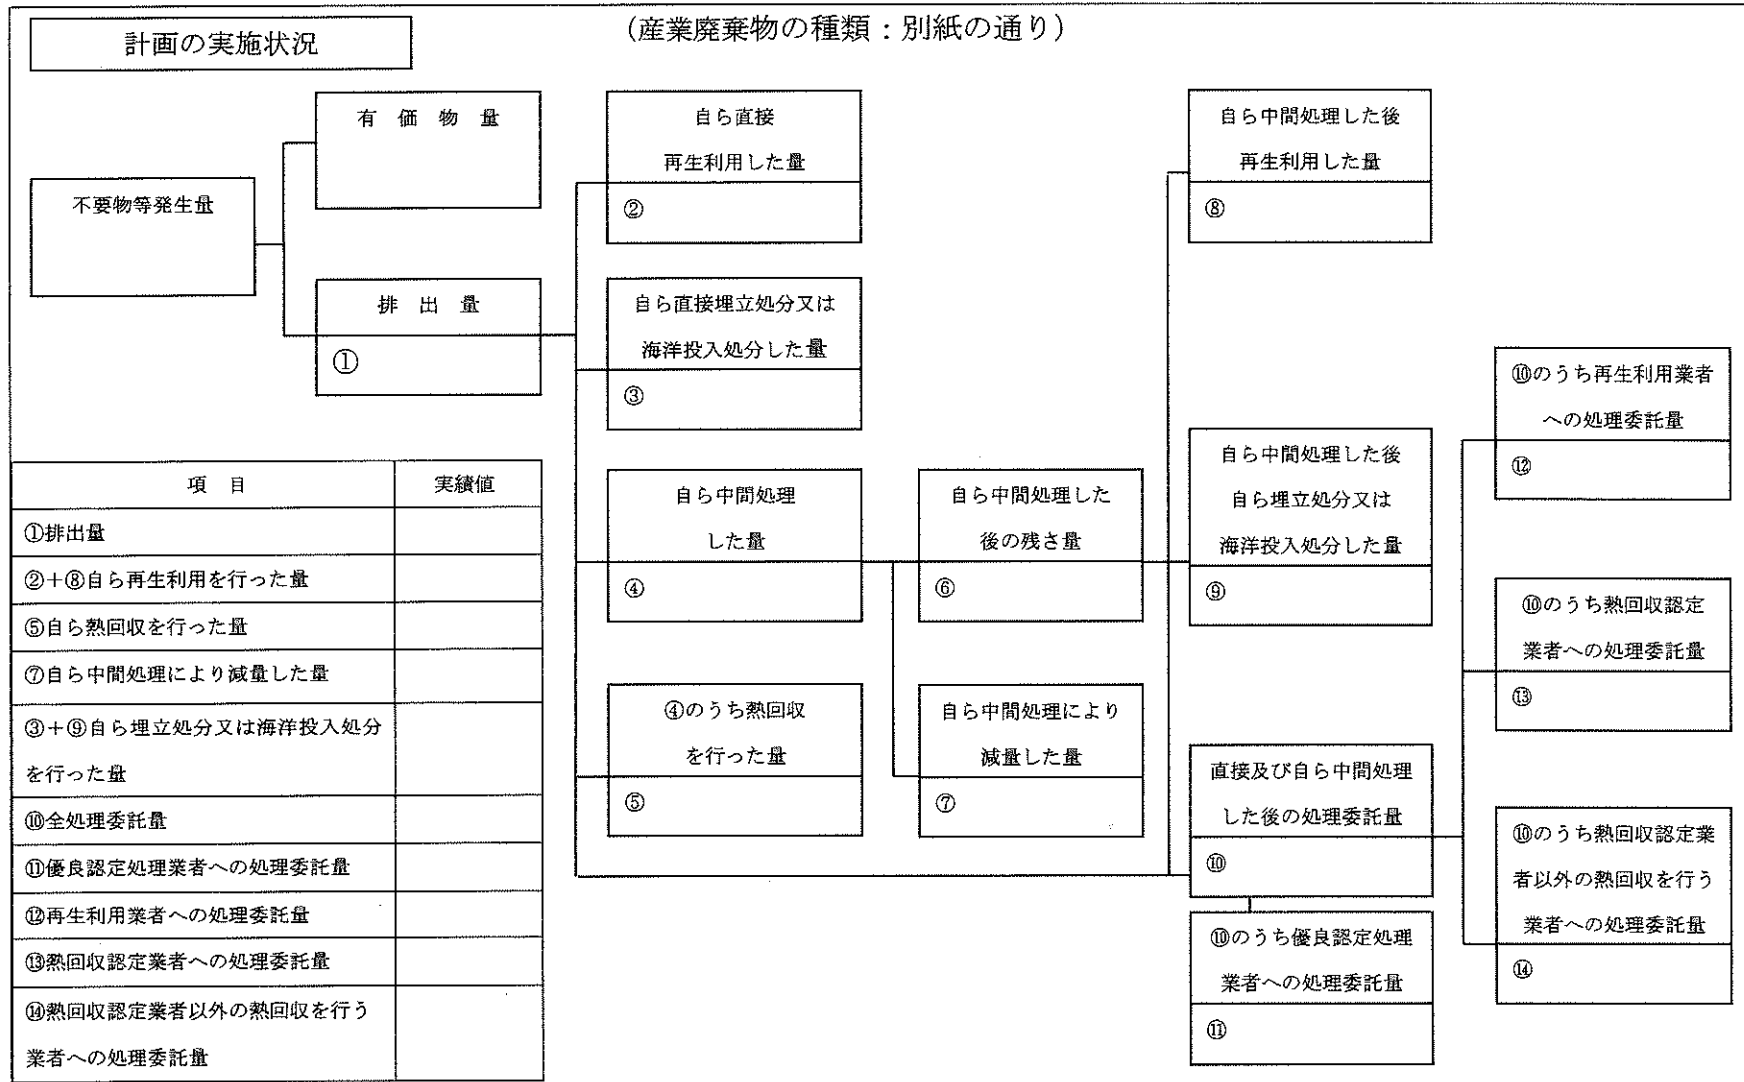 計画の実施状況
(産業廃棄物の種類：別紙の通り)
不要物等発生量
有価物量
排出量
①
自ら直接
再生利用した量
②
自ら直接埋立処分又は
海洋投入処分した量
③
自ら中間処理
した量
④
④のうち熱回収
を行った量
⑤
自ら中間処理した
後の残さ量
⑥
自ら中間処理により
減量した量
⑦
自ら中間処理した後
再生利用した量
⑧
自ら中間処理した後
自ら埋立処分又は
海洋投入処分した量
⑨
直接及び自ら中間処理
した後の処理委託量
⑩
⑩のうち優良認定処理
業者への処理委託量
⑪
⑩のうち再生利用業者
への処理委託量
⑫
⑩のうち熱回収認定
業者への処理委託量
⑬
⑩のうち熱回収認定業
者以外の熱回収を行う
業者への処理委託量
⑭
項目 実績値
①排出量
②＋⑧自ら再生利用を行った量
⑤自ら熱回収を行った量
⑦自ら中間処理により減量した量
③＋⑨自ら埋立処分又は海洋投入処分
を行った量
⑩全処理委託量
⑪優良認定処理業者への処理委託量
⑫再生利用業者への処理委託量
⑬熱回収認定業者への処理委託量
⑭熱回収認定業者以外の熱回収を行う
業者への処理委託量